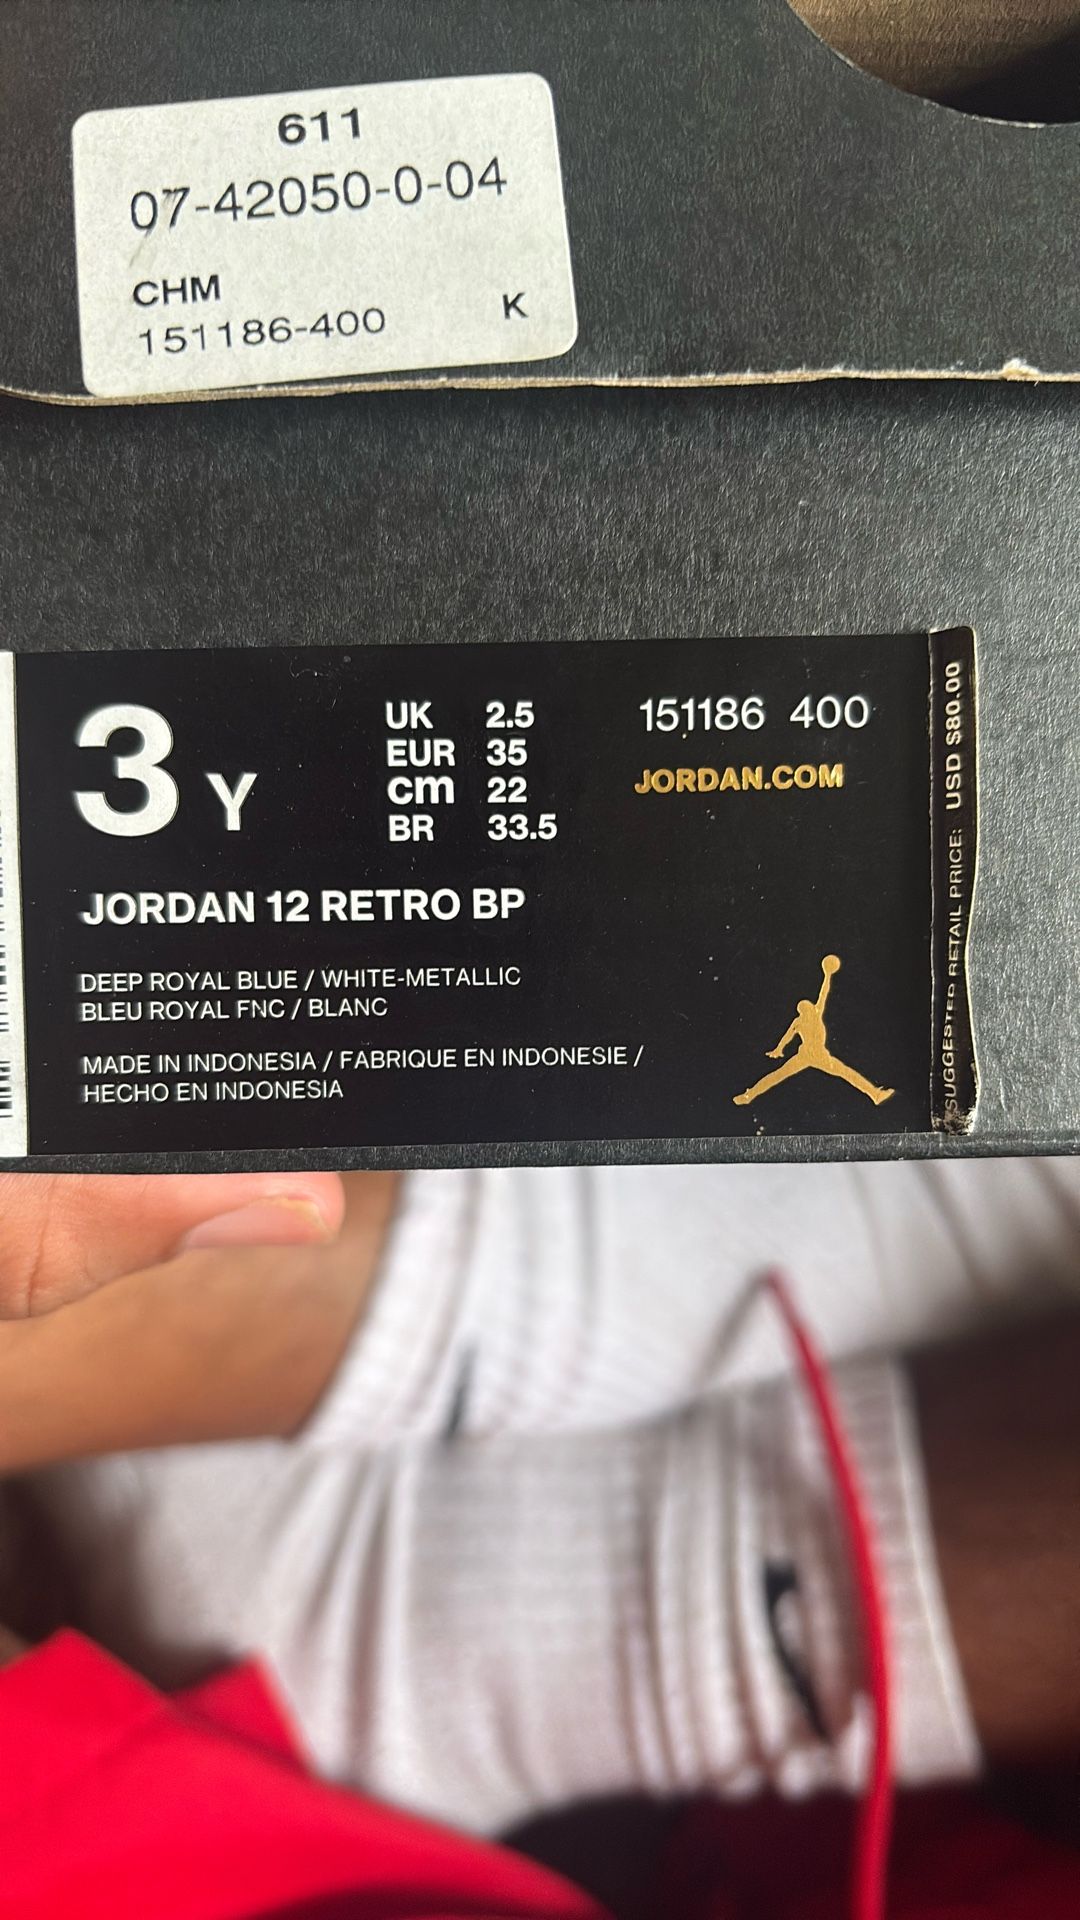 611
07-42050-0-04
CHM
151186-400 K
3 Y
UK 2.5
EUR 35
cm 22
BR 33.5
151186 400
JORDAN.COM
JORDAN 12 RETRO BP
DEEP ROYAL BLUE / WHITE-METALLIC
BLEU ROYAL FNC / BLANC
MADE IN INDONESIA / FABRIQUE EN INDONESIE /
HECHO EN INDONESIA
SUGGESTED RETAIL PRICE: USD $80.00